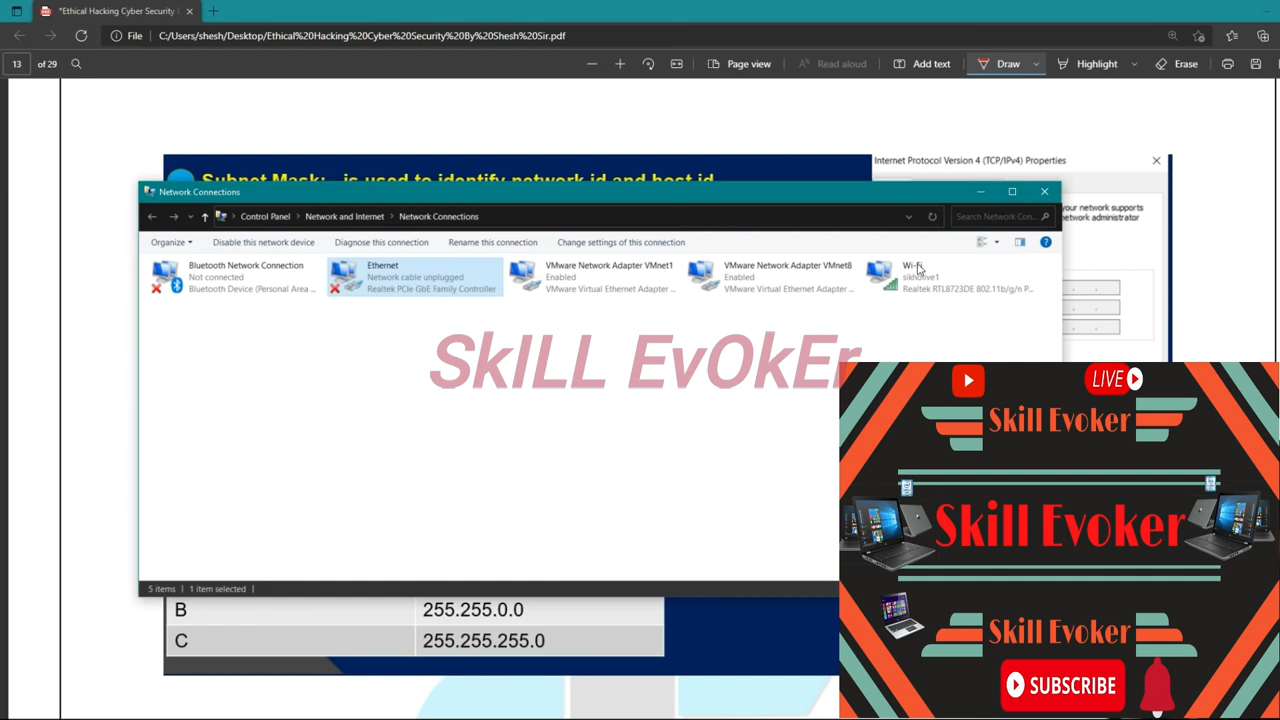 *Ethical Hacking Cyber Security
File C:/Users/shesh/Desktop/Ethical%20Hacking%20Cyber%20Security%20By%20Shesh%20Sir.pdf
13 of 29 Page view Read aloud Add text Draw Highlight Erase
Subnet Mask:- is used to identify network id and host id
Internet Protocol Version 4 (TCP/IPv4) Properties
your network supports
network administrator
Network Connections
Control Panel Network and Internet Network Connections
Search Network Con...
Organize Disable this network device Diagnose this connection Rename this connection Change settings of this connection
Bluetooth Network Connection
Not connected
Bluetooth Device (Personal Area ...
Ethernet
Network cable unplugged
Realtek PCIe GbE Family Controller
VMware Network Adapter VMnet1
Enabled
VMware Virtual Ethernet Adapter ...
VMware Network Adapter VMnet8
Enabled
VMware Virtual Ethernet Adapter ...
Wi-Fi
Realtek RTL8723DE 802.11b/g/n P...
SkILL EvOkEr
LIVE
Skill Evoker
Skill Evoker
Skill Evoker
SUBSCRIBE
5 items 1 item selected
B 255.255.0.0
C 255.255.255.0